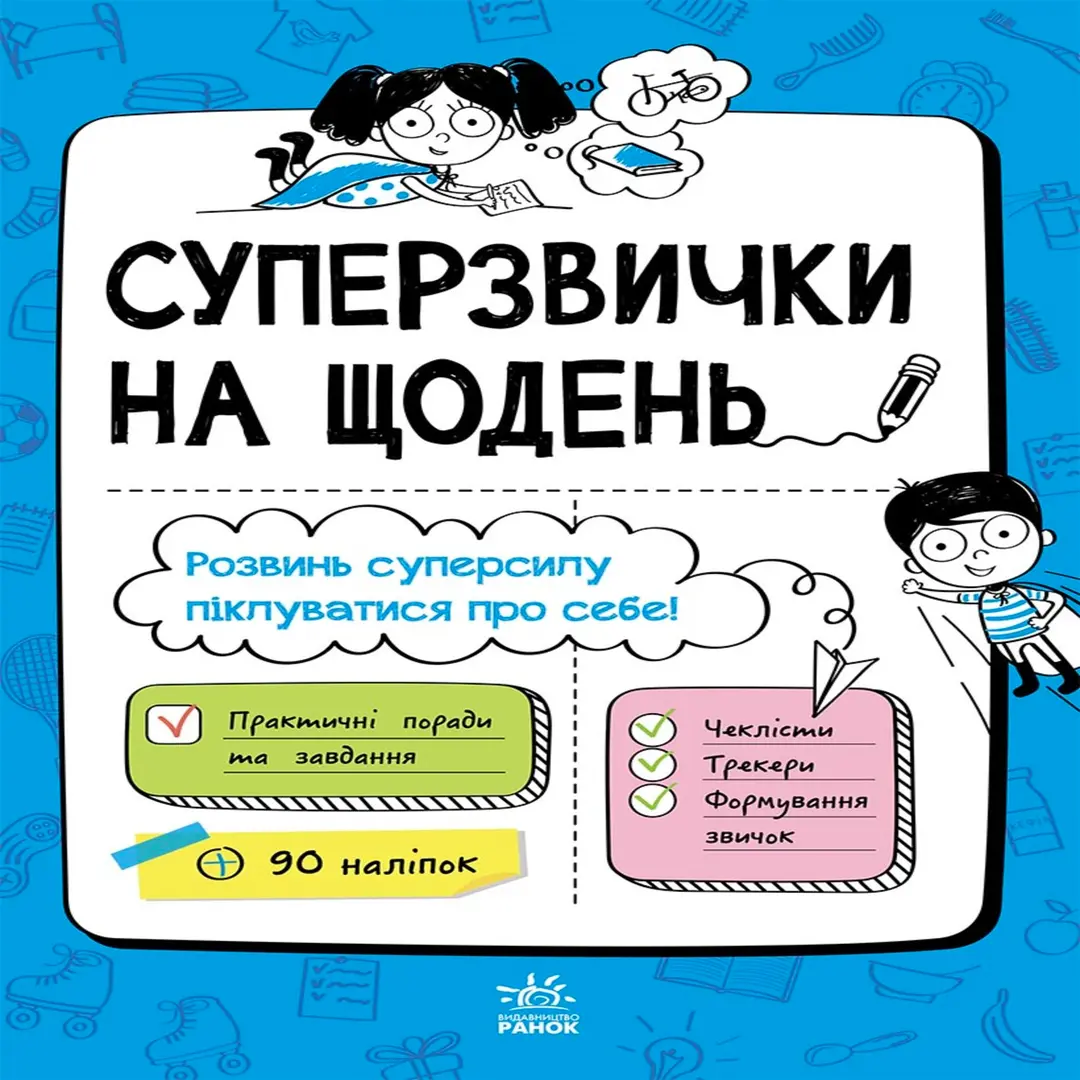 СУПЕРЗВИЧКИ
НА ЩОДЕНЬ
Розвинь суперсилу
піклуватися про себе!
Практичні поради
та завдання
+ 90 наліпок
Чеклісти
Трекери
Формування
звичок
ВИДАВНИЦТВО
РАНОК